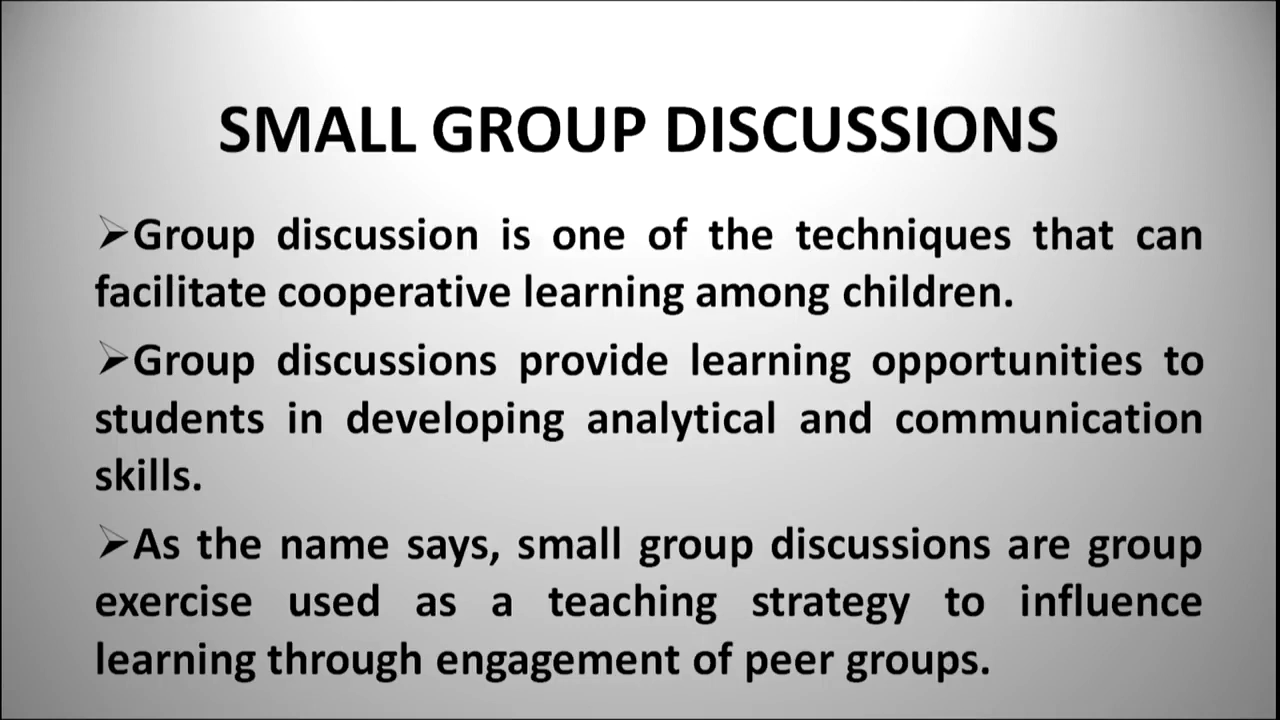 SMALL GROUP DISCUSSIONS
➢Group discussion is one of the techniques that can
facilitate cooperative learning among children.
➢Group discussions provide learning opportunities to
students in developing analytical and communication
skills.
➢As the name says, small group discussions are group
exercise used as a teaching strategy to influence
learning through engagement of peer groups.